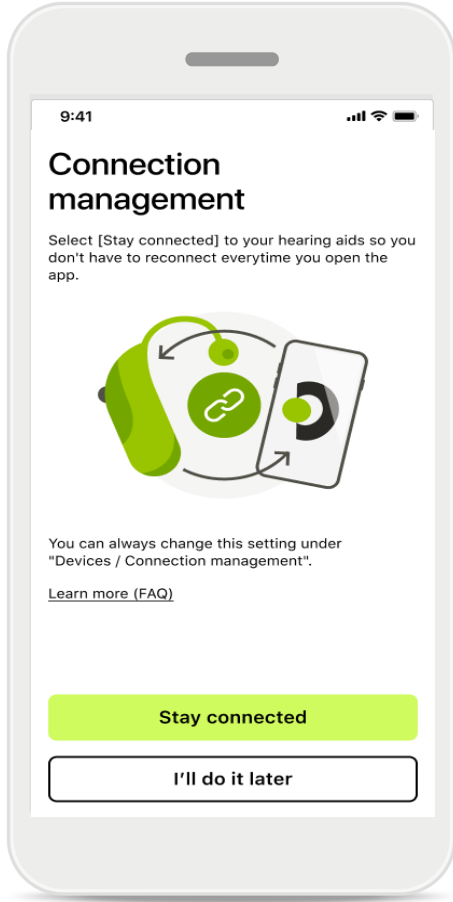 9:41
Connection
management
Select [Stay connected] to your hearing aids so you
don't have to reconnect everytime you open the
app.
You can always change this setting under
"Devices / Connection management".
Learn more (FAQ)
Stay connected
I’ll do it later